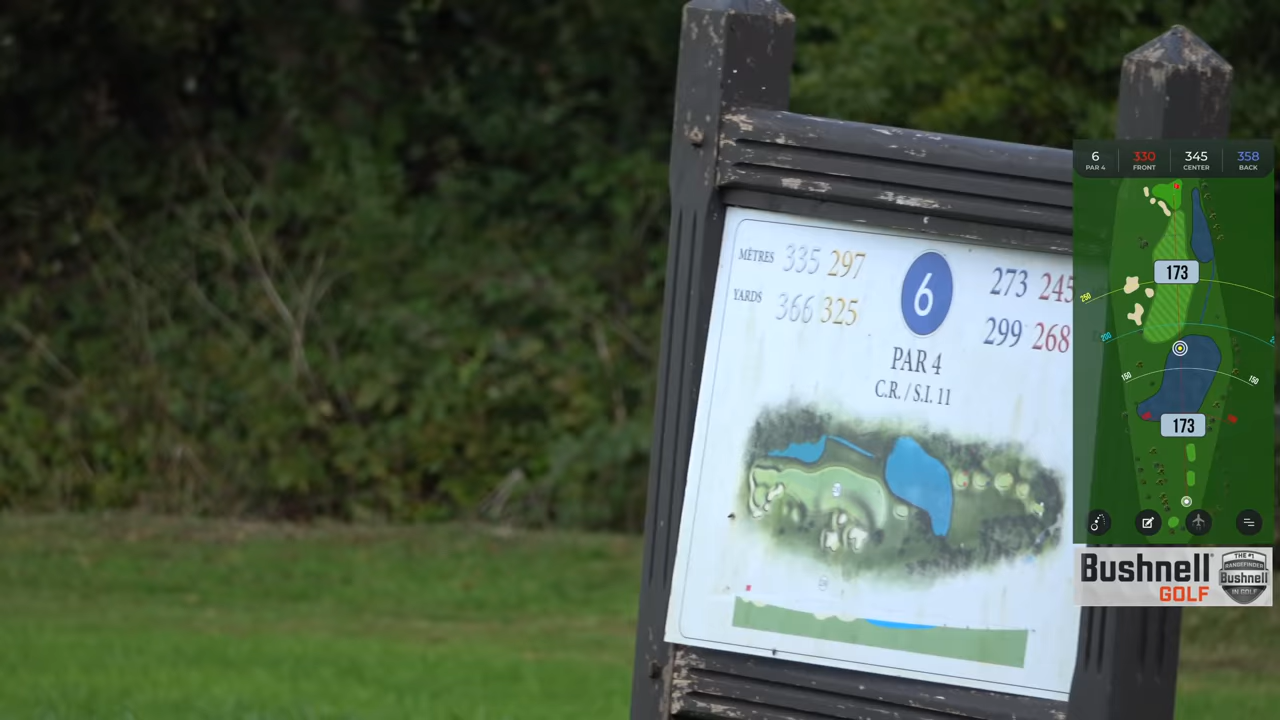 MÈTRES 335 297
273 245
YARDS 366 325
299 268
6
PAR 4
C.R. / S.I. 11
6 330 345 358
PAR 4 FRONT CENTER BACK
173
250
200
150 150
173
Bushnell
GOLF
THE #1
RANGEFINDER
Bushnell
IN GOLF